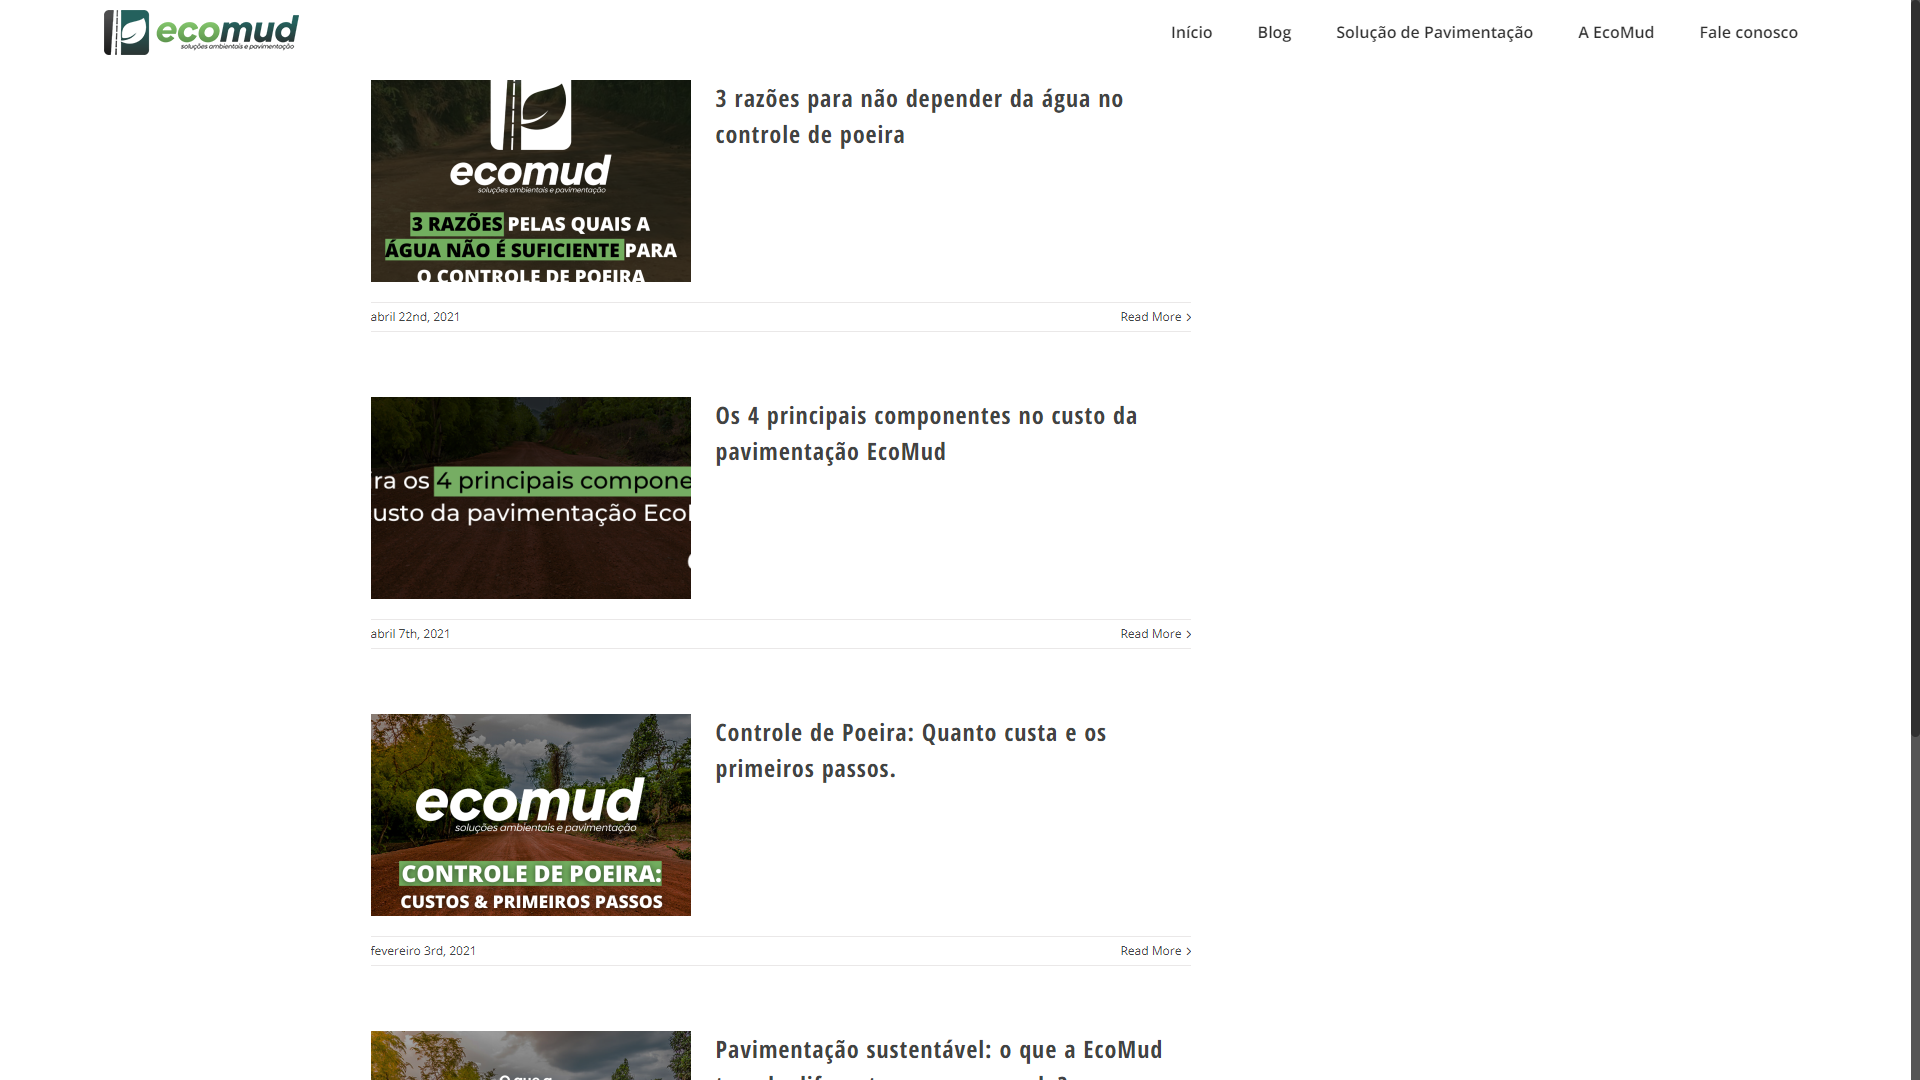 ecomud
soluções ambientais e pavimentação
Início
Blog
Solução de Pavimentação
A EcoMud
Fale conosco
ecomud
soluções ambientais e pavimentação
3 RAZÕES PELAS QUAIS A
ÁGUA NÃO É SUFICIENTE PARA
O CONTROLE DE POEIRA
3 razões para não depender da água no
controle de poeira
abril 22nd, 2021
Read More
ra os 4 principais compone
usto da pavimentação Eco
Os 4 principais componentes no custo da
pavimentação EcoMud
abril 7th, 2021
Read More
ecomud
soluções ambientais e pavimentação
CONTROLE DE POEIRA:
CUSTOS & PRIMEIROS PASSOS
Controle de Poeira: Quanto custa e os
primeiros passos.
fevereiro 3rd, 2021
Read More
O que a
Pavimentação sustentável: o que a EcoMud